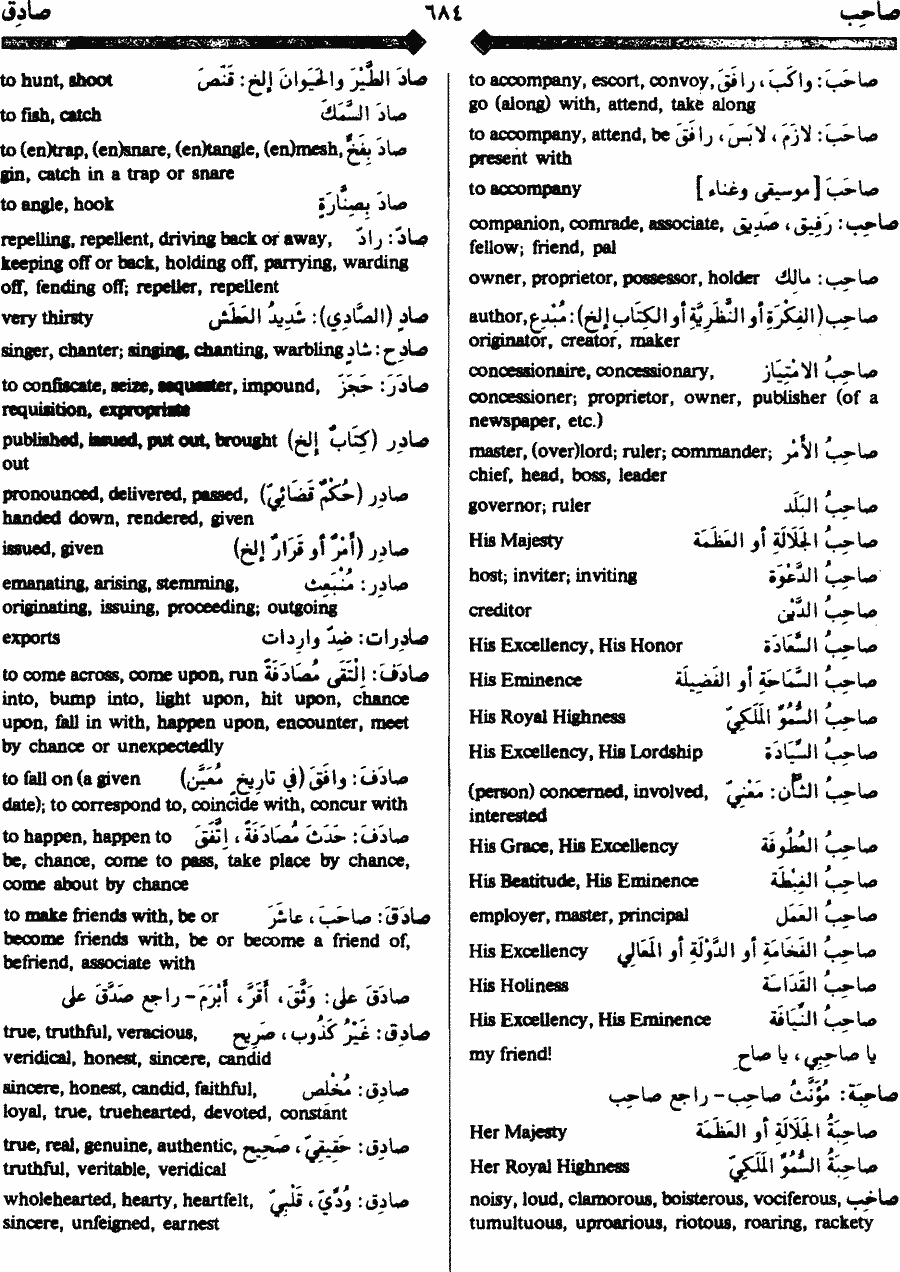 صاحب ٦٨٤ صادق
صاحَبَ: واكَبَ، رافَقَ to accompany, escort, convoy,
go (along) with, attend, take along
صاحَبَ: لازَمَ، لابَسَ، رافَقَ to accompany, attend, be
present with
صاحَبَ [موسيقى وغناء] to accompany
صاحِب: رفيق، صَديق companion, comrade, associate,
fellow; friend, pal
صاحِب: مالِك owner, proprietor, possessor, holder
صاحِب (الفِكْرَة أو النَّظَريَّة أو الكِتاب إلخ): مُبْدِع author,
originator, creator, maker
صاحِبُ الامْتِيَاز concessionaire, concessionary,
concessioner; proprietor, owner, publisher (of a
newspaper, etc.)
صاحِبُ الأَمْر master, (over)lord; ruler; commander;
chief, head, boss, leader
صاحِبُ البَلَد governor; ruler
صاحِبُ الجَلالَةِ أو العَظَمَة His Majesty
صاحِبُ الدَّعْوَة host; inviter; inviting
صاحِبُ الدَّيْن creditor
صاحِبُ السَّعَادَة His Excellency, His Honor
صاحِبُ السَّمَاحَة أو الفَضِيلَة His Eminence
صاحِبُ السُّمُوِّ المَلَكِيّ His Royal Highness
صاحِبُ السِّيَادَة His Excellency, His Lordship
صاحِبُ الشَّأن: مَعْنِيّ (person) concerned, involved,
interested
صاحِبُ العُطُوفَة His Grace, His Excellency
صاحِبُ الغِبْطَة His Beatitude, His Eminence
صاحِبُ العَمَل employer, master, principal
صاحِبُ الفَخَامَة أو الدَّوْلَة أو المَعَالِي His Excellency
صاحِبُ القَدَاسَة His Holiness
صاحِبُ النِّيَافَة His Excellency, His Eminence
يا صاحِبي، يا صاحِ my friend!
صاحِبَة: مُؤَنَّثُ صاحِب - راجع صاحِب
صاحِبَةُ الجَلالَةِ أو العَظَمَة Her Majesty
صاحِبَةُ السُّمُوِّ المَلَكِيّ Her Royal Highness
صاخِب noisy, loud, clamorous, boisterous, vociferous,
tumultuous, uproarious, riotous, roaring, rackety
صادَ الطَّيْرَ والحَيَوانَ إلخ: قَنَصَ to hunt, shoot
صادَ السَّمَكَ to fish, catch
صادَ بِفَخٍّ to (en)trap, (en)snare, (en)tangle, (en)mesh,
gin, catch in a trap or snare
صادَ بِصِنَّارَةٍ to angle, hook
صادّ: رادّ repelling, repellent, driving back or away,
keeping off or back, holding off, parrying, warding
off, fending off; repeller, repellent
صادٍ (الصَّادِي): شَدِيدُ العَطَش very thirsty
صادِح: شادٍ singer, chanter; singing, chanting, warbling
صادَرَ: حَجَزَ to confiscate, seize, sequester, impound,
requisition, expropriate
صادِر (كِتابٌ إلخ) published, issued, put out, brought
out
صادِر (حُكْمٌ قَضائِيّ) pronounced, delivered, passed,
handed down, rendered, given
صادِر (أَمْرٌ أو قَرَارٌ إلخ) issued, given
صادِر: مُنْبَعِث emanating, arising, stemming,
originating, issuing, proceeding; outgoing
صادِرات: ضِدّ وارِدات exports
صادَفَ: اِلْتَقَى مُصَادَفَةً to come across, come upon, run
into, bump into, light upon, hit upon, chance
upon, fall in with, happen upon, encounter, meet
by chance or unexpectedly
صادَفَ: وافَقَ (في تاريخٍ مُعَيَّن) to fall on (a given
date); to correspond to, coincide with, concur with
صادَفَ: حَدَثَ مُصَادَفَةً، اِتَّفَقَ to happen, happen to
be, chance, come to pass, take place by chance,
come about by chance
صادَقَ: صاحَبَ، عاشَرَ to make friends with, be or
become friends with, be or become a friend of,
befriend, associate with
صادَقَ على: وَثَّقَ، أَقَرَّ، أَبْرَمَ - راجع صَدَّقَ على
صادِق: غَيْرُ كَذُوب، صَرِيح true, truthful, veracious,
veridical, honest, sincere, candid
صادِق: مُخْلِص sincere, honest, candid, faithful,
loyal, true, truehearted, devoted, constant
صادِق: حَقِيقِيّ، صَحِيح true, real, genuine, authentic,
truthful, veritable, veridical
صادِق: وُدِّيّ، قَلْبِيّ wholehearted, hearty, heartfelt,
sincere, unfeigned, earnest